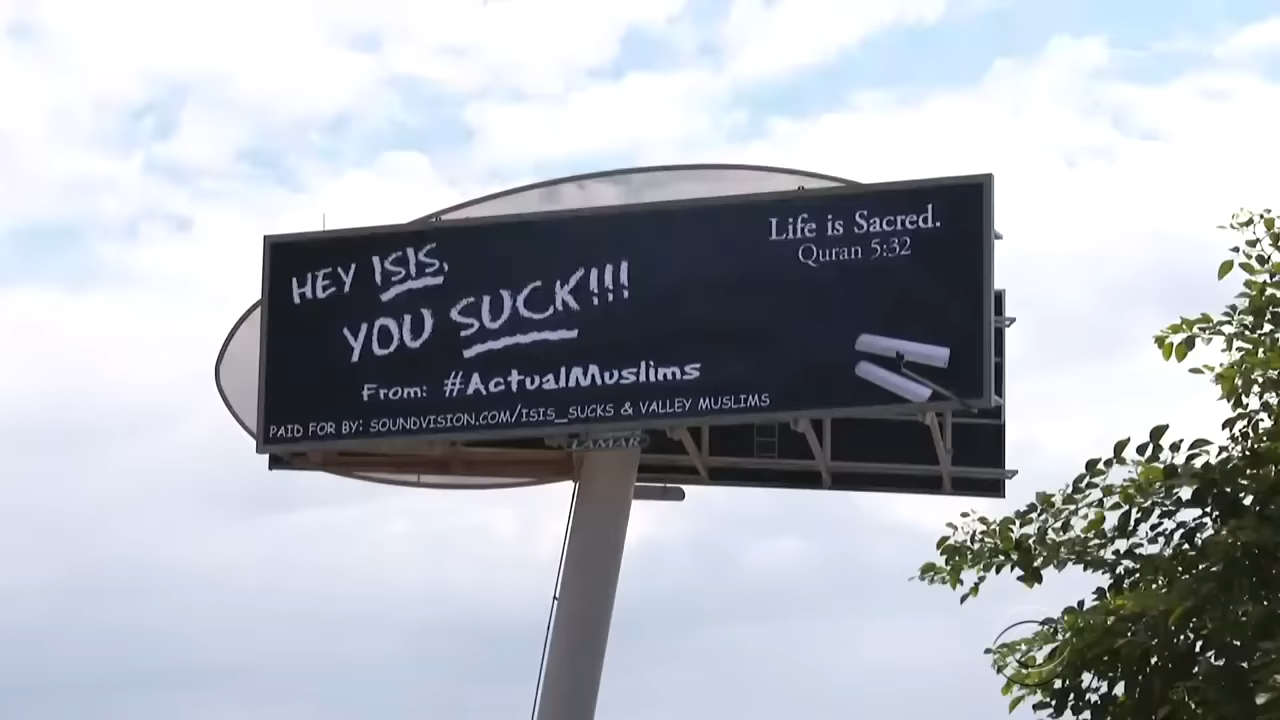 HEY ISIS,
YOU SUCK!!!
From: #ActualMuslims
PAID FOR BY: SOUNDVISION.COM/ISIS_SUCKS & VALLEY MUSLIMS
Life is Sacred.
Quran 5:32
LAMAR